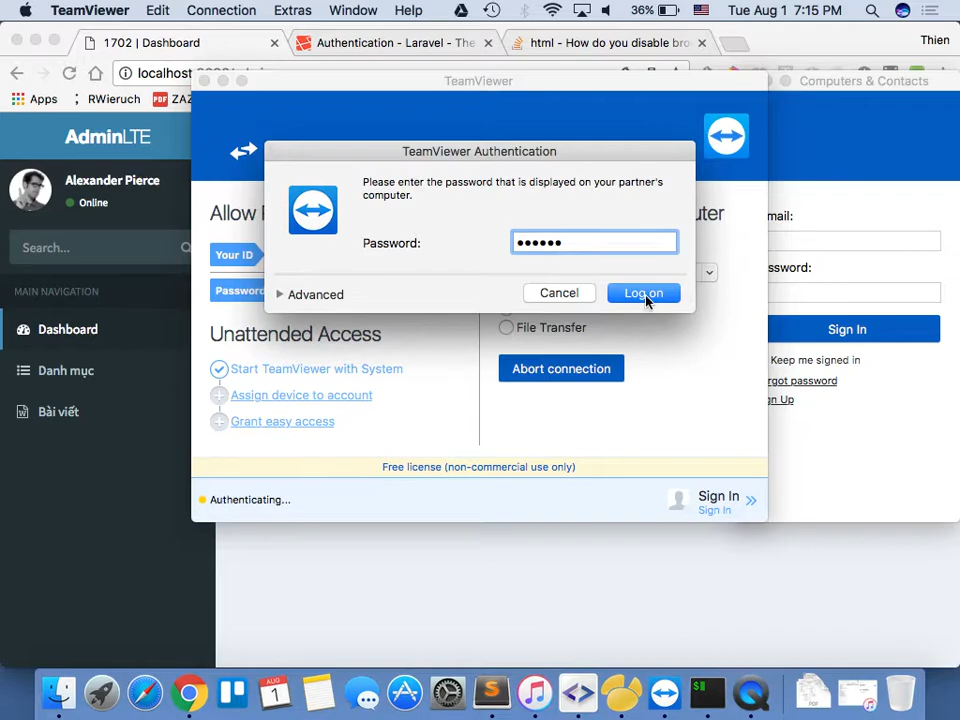 TeamViewer Edit Connection Extras Window Help 36% Tue Aug 1 7:15 PM
1702 | Dashboard Authentication - Laravel - The html - How do you disable bro Thien
localhost
Apps RWieruch ZAZ
TeamViewer
Computers & Contacts
AdminLTE
Alexander Pierce
Online
Search...
MAIN NAVIGATION
Dashboard
Danh mục
Bài viết
TeamViewer Authentication
Please enter the password that is displayed on your partner's
computer.
Password:
Advanced Cancel Log on
Allow
Your ID
Password
Unattended Access
Start TeamViewer with System
Assign device to account
Grant easy access
File Transfer
Abort connection
Free license (non-commercial use only)
Authenticating...
Sign In
Sign In
mail:
ssword:
Sign In
Keep me signed in
rgot password
gn Up